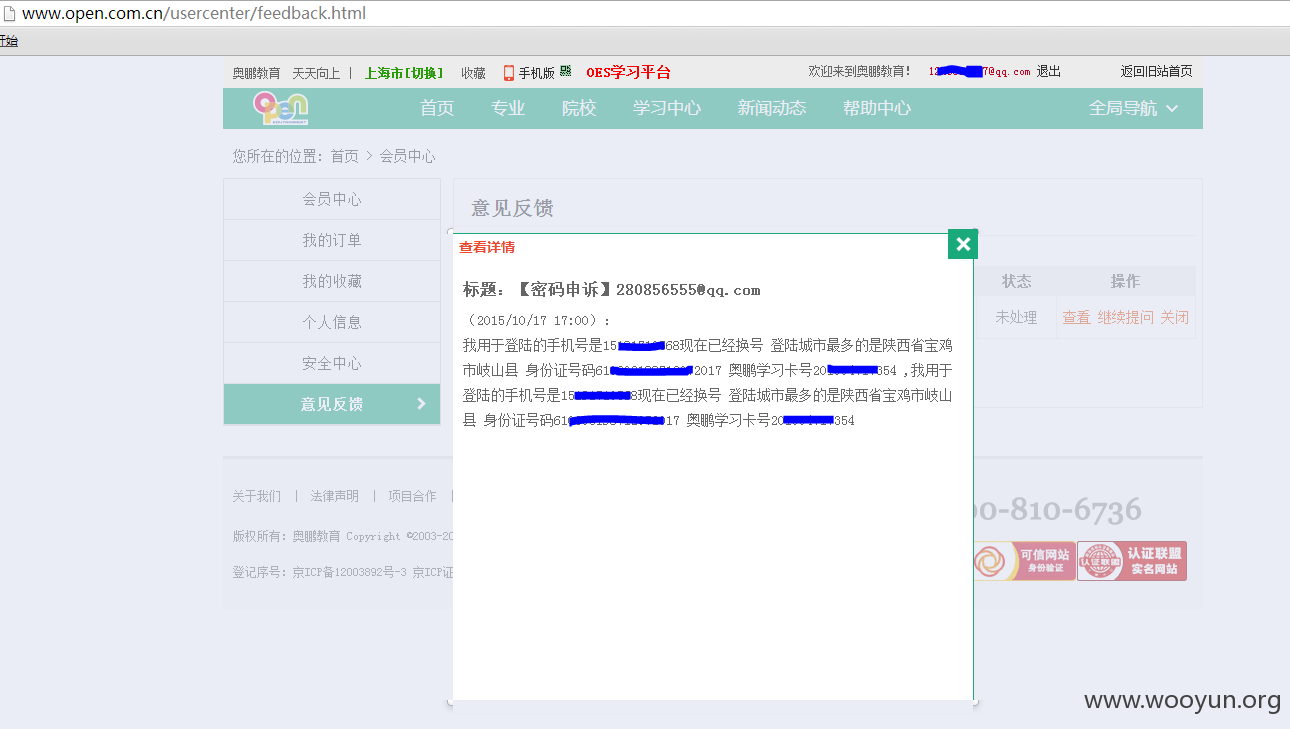 www.open.com.cn/usercenter/feedback.html
开始
奥鹏教育 天天向上 | 上海市[切换] 收藏 手机版 OES学习平台 欢迎来到奥鹏教育! 7@qq.com 退出 返回旧站首页
Open 首页 专业 院校 学习中心 新闻动态 帮助中心 全局导航
您所在的位置: 首页 > 会员中心
会员中心
我的订单
我的收藏
个人信息
安全中心
意见反馈
意见反馈
查看详情
标题: 【密码申诉】280856555@qq.com
(2015/10/17 17:00) :
我用于登陆的手机号是15 68现在已经换号 登陆城市最多的是陕西省宝鸡
市岐山县 身份证号码61 2017 奥鹏学习卡号20 354 ,我用于
登陆的手机号是15 8现在已经换号 登陆城市最多的是陕西省宝鸡市岐山
县 身份证号码61 17 奥鹏学习卡号20 354
状态 操作
未处理 查看 继续提问 关闭
关于我们 | 法律声明 | 项目合作 |
版权所有: 奥鹏教育 Copyright ©2003-20
登记序号: 京ICP备12003892号-3 京ICP证
0-810-6736
可信网站
身份验证
认证联盟
认证联盟
实名网站
www.wooyun.org